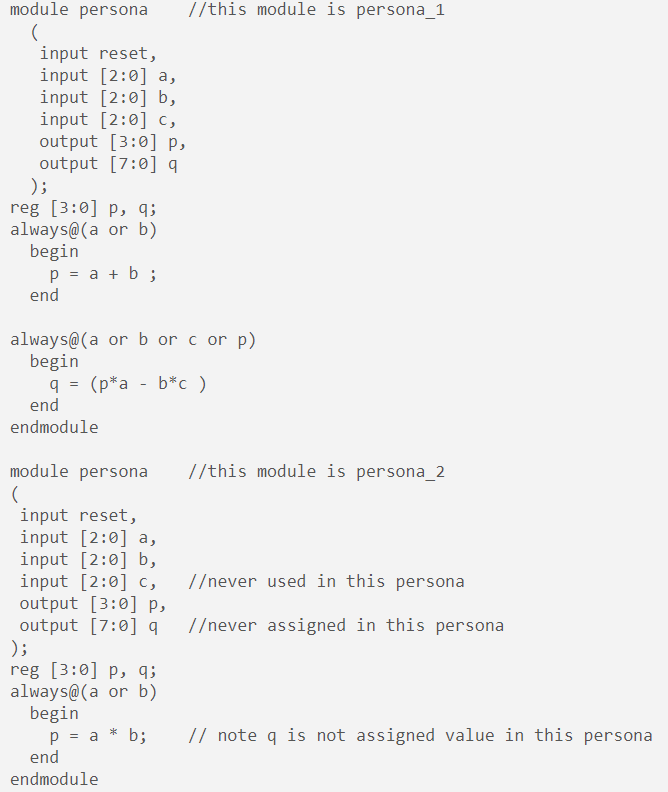 module persona    //this module is persona_1
  (
   input reset,
   input [2:0] a,
   input [2:0] b,
   input [2:0] c,
   output [3:0] p,
   output [7:0] q
  );
reg [3:0] p, q;
always@(a or b)
  begin
    p = a + b ;
  end

always@(a or b or c or p)
  begin
    q = (p*a - b*c )
  end
endmodule

module persona    //this module is persona_2
(
 input reset,
 input [2:0] a,
 input [2:0] b,
 input [2:0] c,   //never used in this persona
 output [3:0] p,
 output [7:0] q   //never assigned in this persona
);
reg [3:0] p, q;
always@(a or b)
  begin
    p = a * b;    // note q is not assigned value in this persona
  end
endmodule